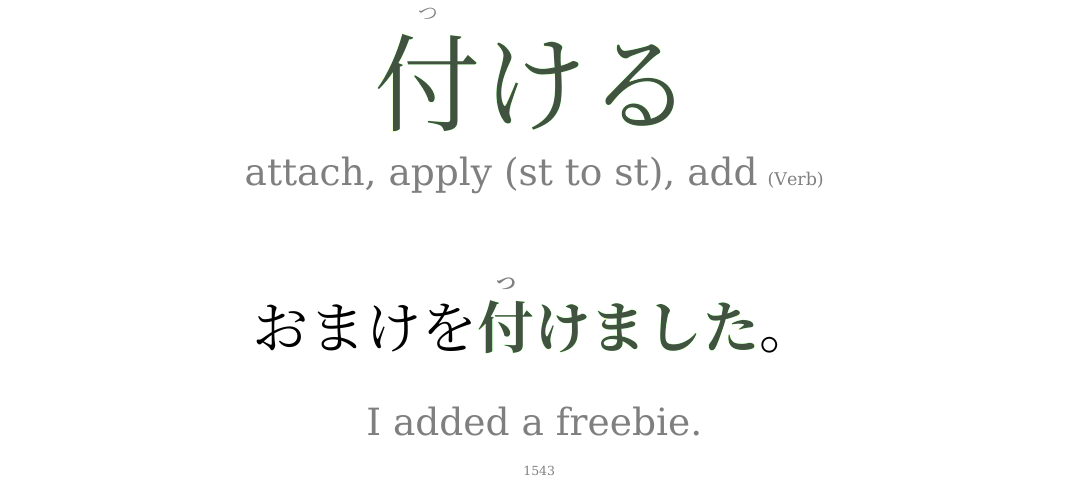 つ
付ける
attach, apply (st to st), add (Verb)
つ
おまけを付けました。
I added a freebie.
1543